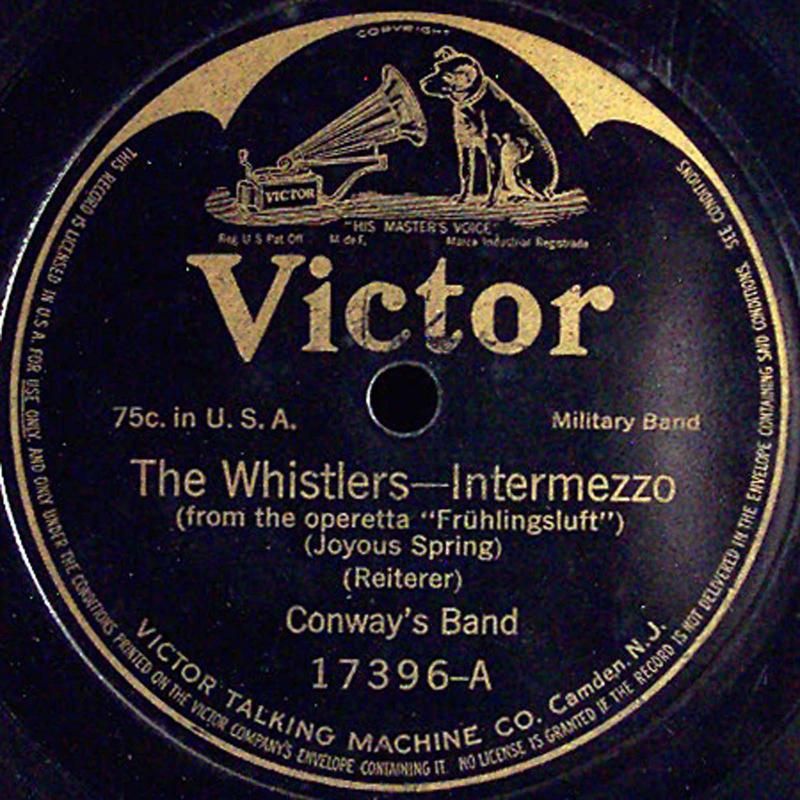 COPYRIGHT
VICTOR
"HIS MASTER'S VOICE"
Reg. U S Pat Off. M de F. Marca Industrial Registrada
Victor
75c. in U. S. A. Military Band
The Whistlers—Intermezzo
(from the operetta "Frühlingsluft")
(Joyous Spring)
(Reiterer)
Conway's Band
17396-A
VICTOR TALKING MACHINE CO. Camden, N. J.
THIS RECORD IS LICENSED IN U.S.A. FOR USE ONLY, AND ONLY UNDER THE CONDITIONS PRINTED ON THE VICTOR COMPANY'S ENVELOPE CONTAINING IT. NO LICENSE IS GRANTED IF THE RECORD IS NOT DELIVERED IN THE ENVELOPE CONTAINING SAID CONDITIONS. SEE CONDITIONS